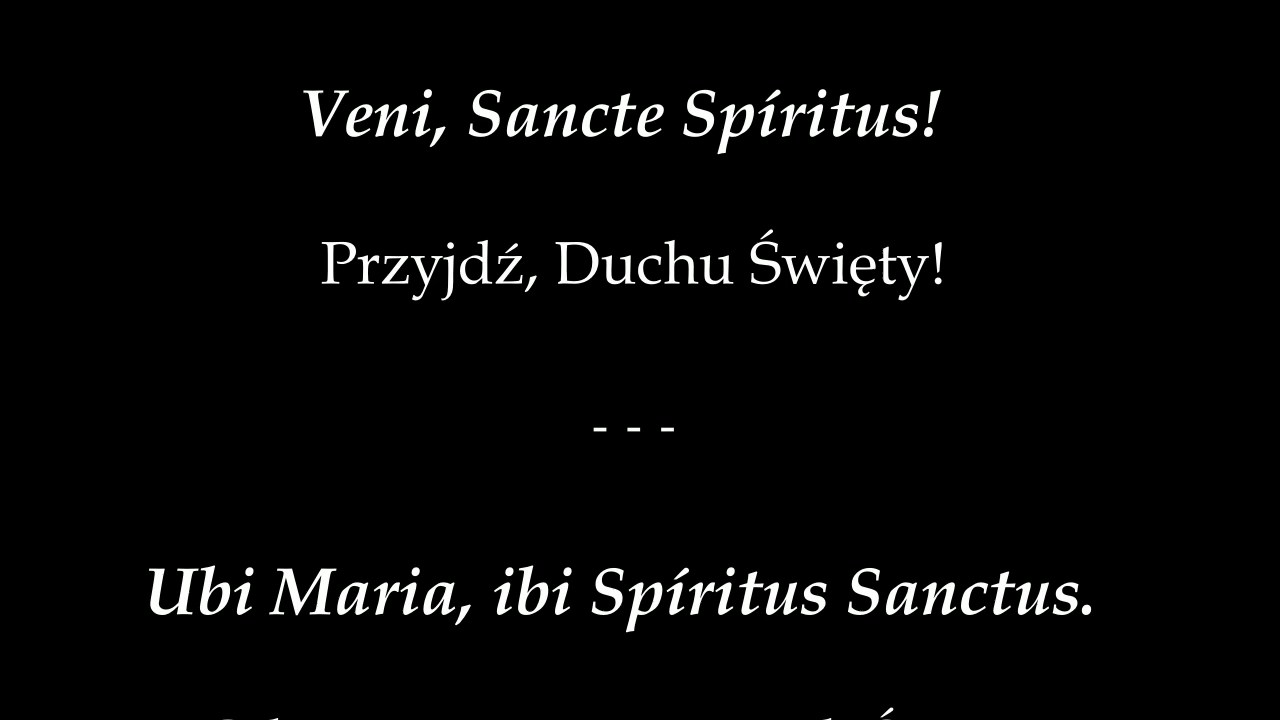 Veni, Sancte Spíritus!
Przyjdź, Duchu Święty!
- - -
Ubi Maria, ibi Spíritus Sanctus.